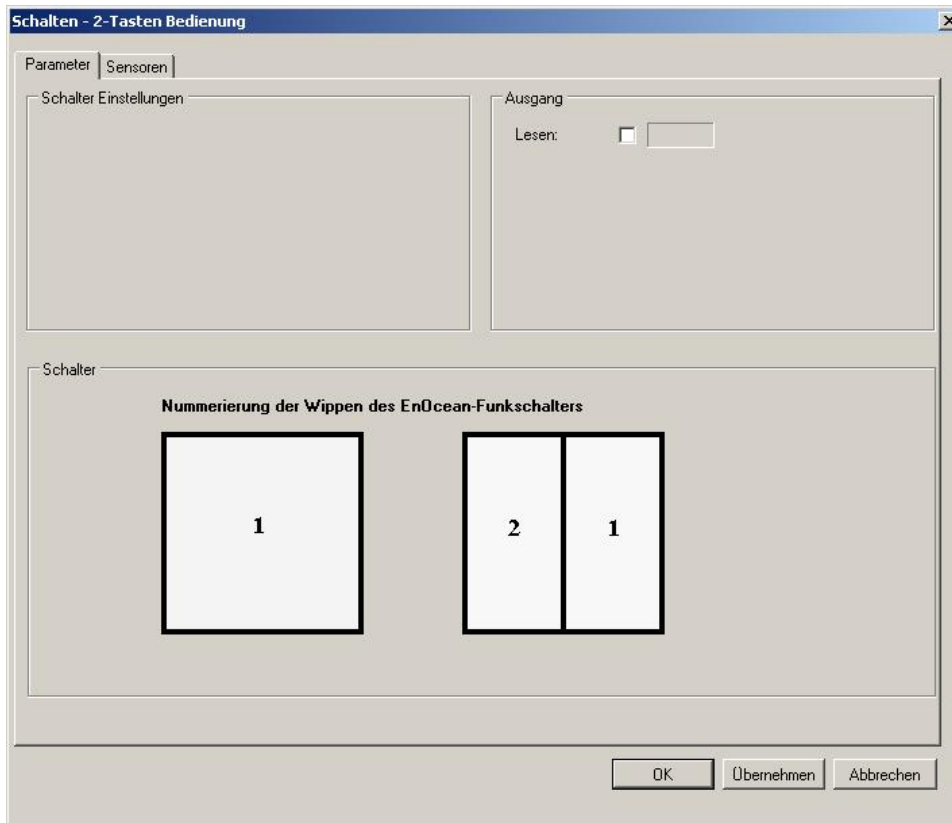 Schalten - 2-Tasten Bedienung
Parameter Sensoren
Schalter Einstellungen
Ausgang
Lesen:
Schalter
Nummerierung der Wippen des EnOcean-Funkschalters
1 2 1
OK Übernehmen Abbrechen